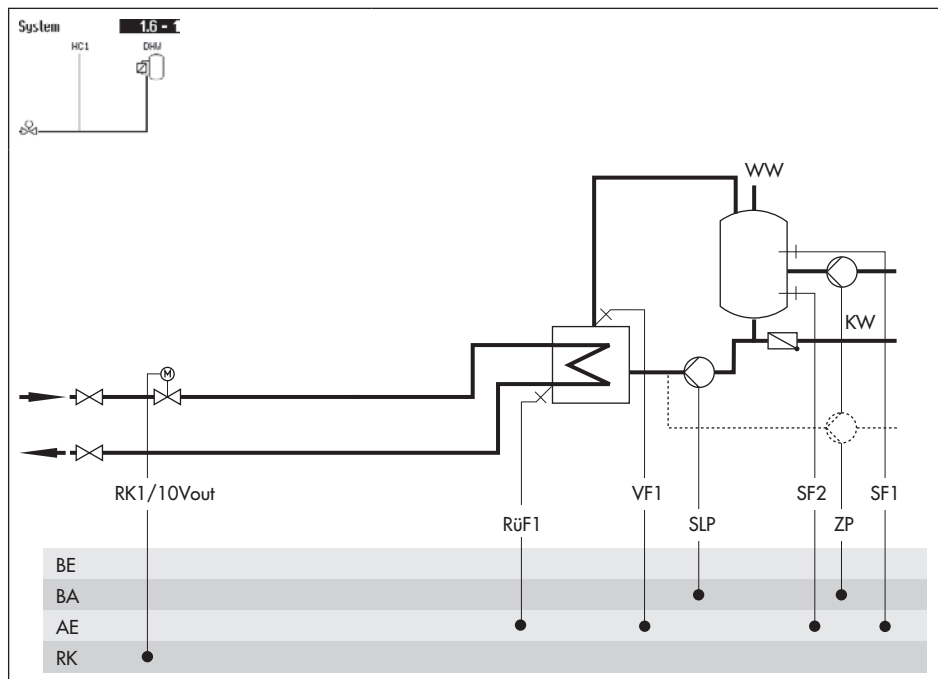 System 1.6 - 1
HC1 DHW
WW
KW
M
RK1/10Vout
VF1
SF2
SF1
RüF1
SLP
ZP
BE
BA
AE
RK